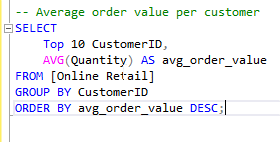 -- Average order value per customer
SELECT
Top 10 CustomerID,
AVG(Quantity) AS avg_order_value
FROM [Online Retail]
GROUP BY CustomerID
ORDER BY avg_order_value DESC;